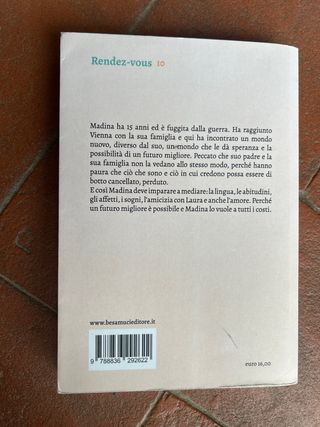 Rendez-vous 10
Madina ha 15 anni ed è fuggita dalla guerra. Ha raggiunto
Vienna con la sua famiglia e qui ha incontrato un mondo
nuovo, diverso dal suo, un mondo che le dà speranza e la
possibilità di un futuro migliore. Peccato che suo padre e la
sua famiglia non la vedano allo stesso modo, perché hanno
paura che ciò che sono e ciò in cui credono possa essere di
botto cancellato, perduto.
E così Madina deve imparare a mediare: la lingua, le abitudini,
gli affetti, i sogni, l'amicizia con Laura e anche l'amore. Perché
un futuro migliore è possibile e Madina lo vuole a tutti i costi.
www.besamucieditore.it
9 788836 292622
euro 16,00